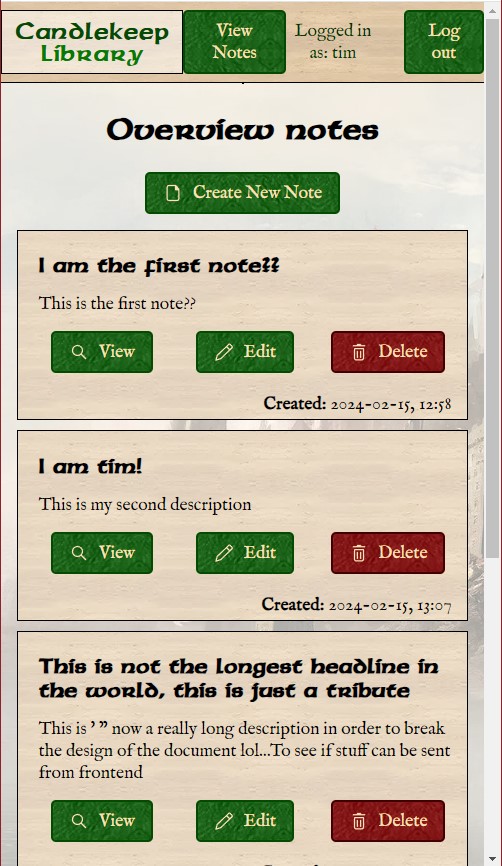 Candlekeep
Library
View
Notes
Logged in
as: tim
Log
out
Overview notes
Create New Note
I am the first note??
This is the first note??
View Edit Delete
Created: 2024-02-15, 12:58
I am tim!
This is my second description
View Edit Delete
Created: 2024-02-15, 13:07
This is not the longest headline in
the world, this is just a tribute
This is ’ ” now a really long description in order to break
the design of the document lol...To see if stuff can be sent
from frontend
View Edit Delete